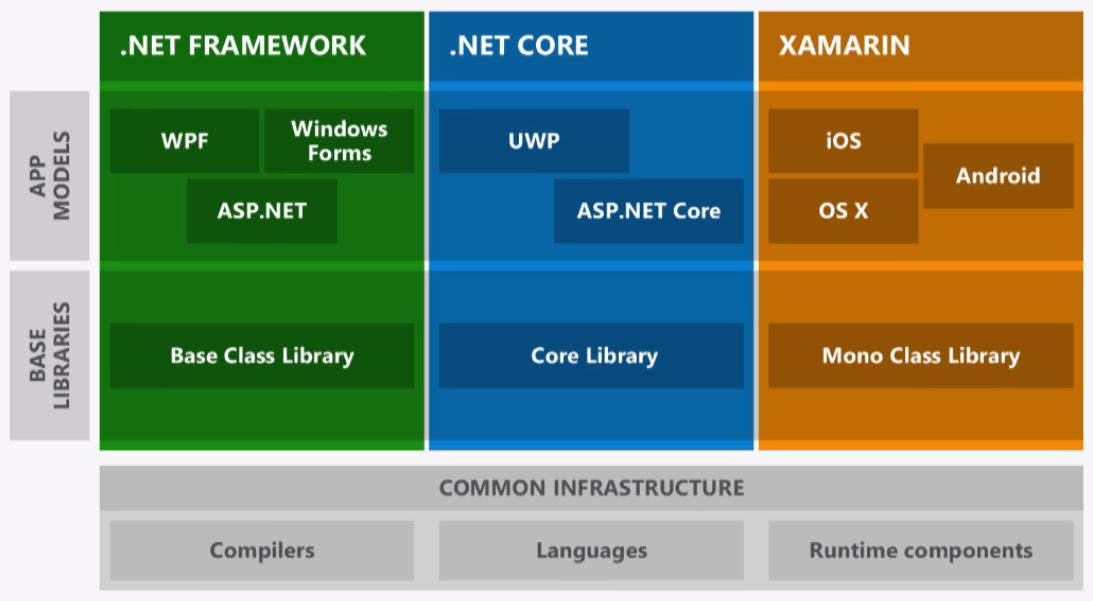 .NET FRAMEWORK
.NET CORE
XAMARIN
APP
MODELS
WPF
Windows
Forms
ASP.NET
UWP
ASP.NET Core
iOS
Android
OS X
BASE
LIBRARIES
Base Class Library
Core Library
Mono Class Library
COMMON INFRASTRUCTURE
Compilers
Languages
Runtime components